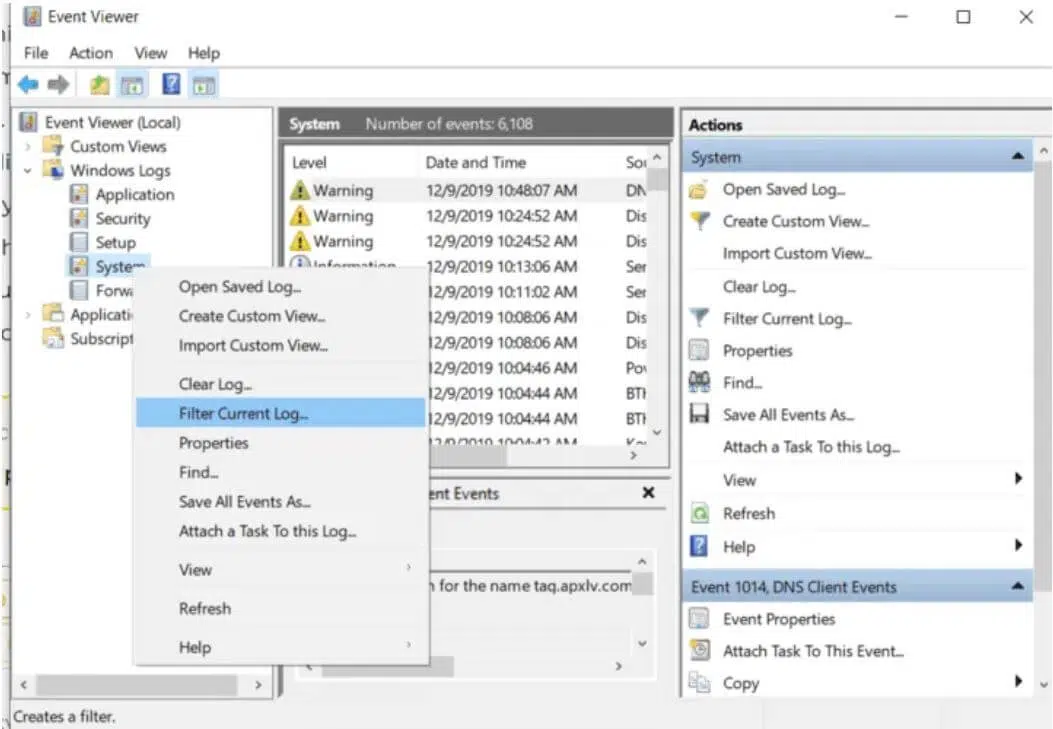 Event Viewer
File Action View Help
Event Viewer (Local)
Custom Views
Windows Logs
Application
Security
Setup
System
Forwa
Applicati
Subscript
System Number of events: 6,108
Level Date and Time Sou
Warning 12/9/2019 10:48:07 AM DN
Warning 12/9/2019 10:24:52 AM Dis
Warning 12/9/2019 10:24:52 AM Dis
Information 12/9/2019 10:13:06 AM Ser
12/9/2019 10:11:02 AM Ser
12/9/2019 10:08:06 AM Dis
12/9/2019 10:08:06 AM Dis
12/9/2019 10:04:46 AM Pov
12/9/2019 10:04:44 AM BTH
12/9/2019 10:04:44 AM BTH
12/9/2019 10:04:42 AM
Open Saved Log...
Create Custom View...
Import Custom View...
Clear Log...
Filter Current Log...
Properties
Find...
Save All Events As...
Attach a Task To this Log...
View
Refresh
Help
ent Events
for the name taq.apxlv.com
Actions
System
Open Saved Log...
Create Custom View...
Import Custom View...
Clear Log...
Filter Current Log...
Properties
Find...
Save All Events As...
Attach a Task To this Log...
View
Refresh
Help
Event 1014, DNS Client Events
Event Properties
Attach Task To This Event...
Copy
Creates a filter.